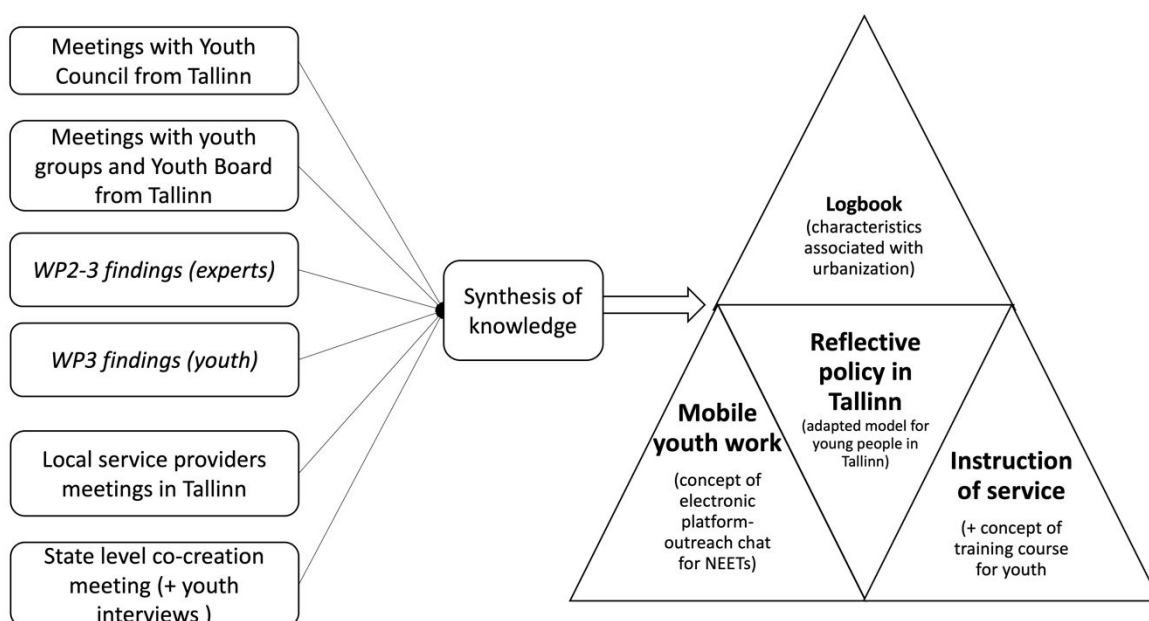 Meetings with Youth
Council from Tallinn
Meetings with youth
groups and Youth Board
from Tallinn
WP2-3 findings (experts)
WP3 findings (youth)
Local service providers
meetings in Tallinn
State level co-creation
meeting (+ youth
interviews )
Synthesis of
knowledge
Logbook
(characteristics
associated with
urbanization)
Reflective
policy in
Tallinn
(adapted model for
young people in
Tallinn)
Mobile
youth work
(concept of
electronic
platform-
outreach chat
for NEETs)
Instruction
of service
(+ concept of
training course
for youth